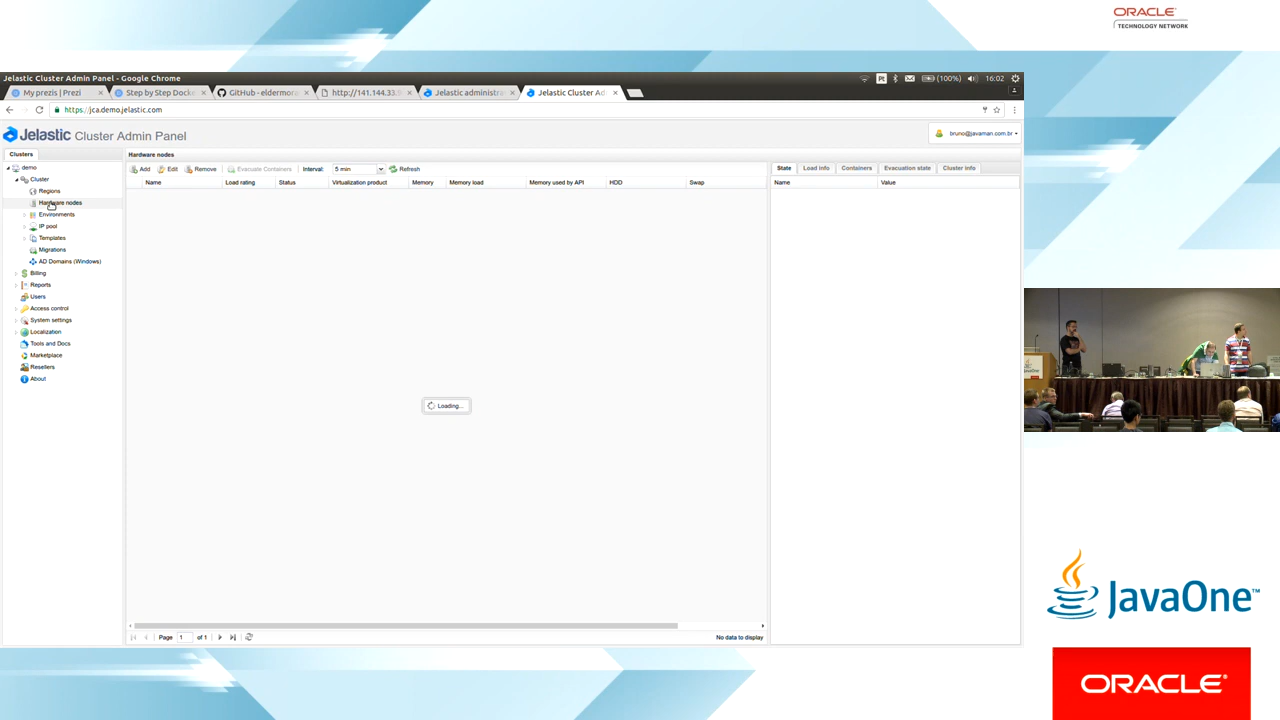 ORACLE
TECHNOLOGY NETWORK
Jelastic Cluster Admin Panel - Google Chrome
Pt (100%) 16:02
My prezis | Prezi
Step by Step Docke
GitHub - eldermora
http://141.144.33.
Jelastic administra
Jelastic Cluster Ad
https://jca.demo.jelastic.com
Jelastic Cluster Admin Panel
bruno@javaman.com.br
Clusters
demo
Cluster
Regions
Hardware nodes
Environments
IP pool
Templates
Migrations
AD Domains (Windows)
Billing
Reports
Users
Access control
System settings
Localization
Tools and Docs
Marketplace
Resellers
About
Hardware nodes
Add Edit Remove Evacuate Containers Interval: 5 min Refresh
Name Load rating Status Virtualization product Memory Memory load Memory used by API HDD Swap
Loading...
Page 1 of 1
No data to display
State Load info Containers Evacuation state Cluster info
Name Value
JavaOne™
ORACLE®